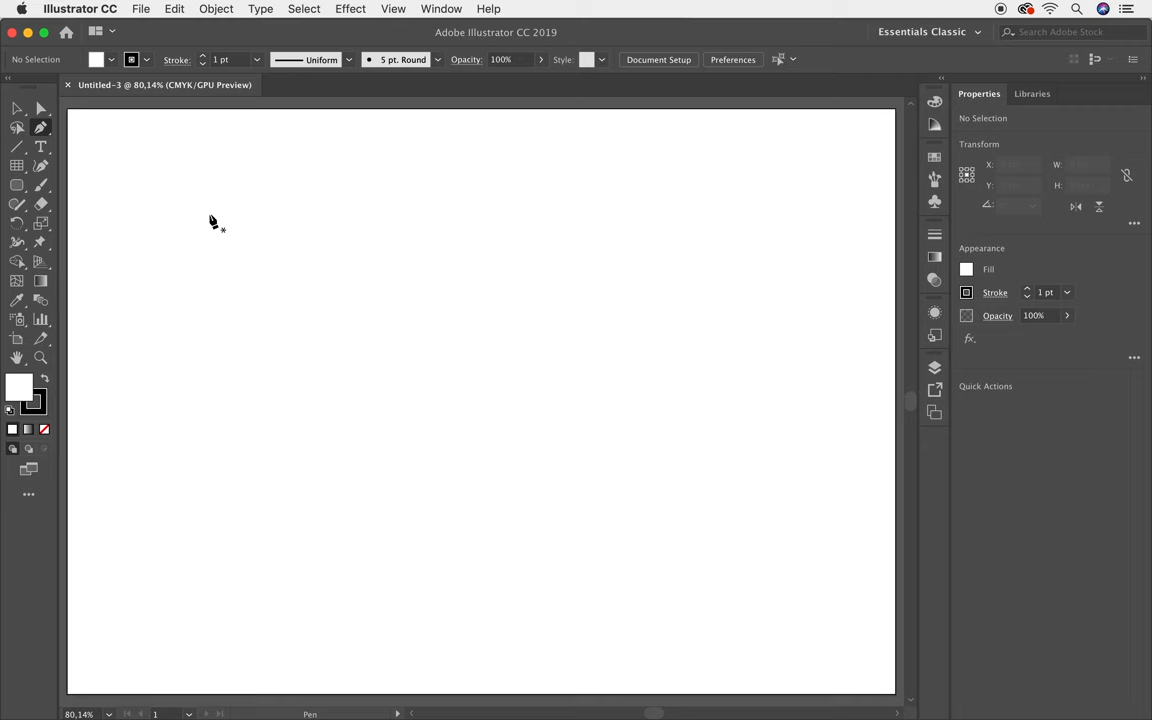 Illustrator CC File Edit Object Type Select Effect View Window Help
Adobe Illustrator CC 2019 Essentials Classic Search Adobe Stock
No Selection Stroke: 1 pt Uniform 5 pt. Round Opacity: 100% Style: Document Setup Preferences
Untitled-3 @ 80,14% (CMYK/GPU Preview)
Properties Libraries
No Selection
Transform
X: W:
Y: H:
Appearance
Fill
Stroke 1 pt
Opacity 100%
fx.
Quick Actions
80,14% 1 Pen